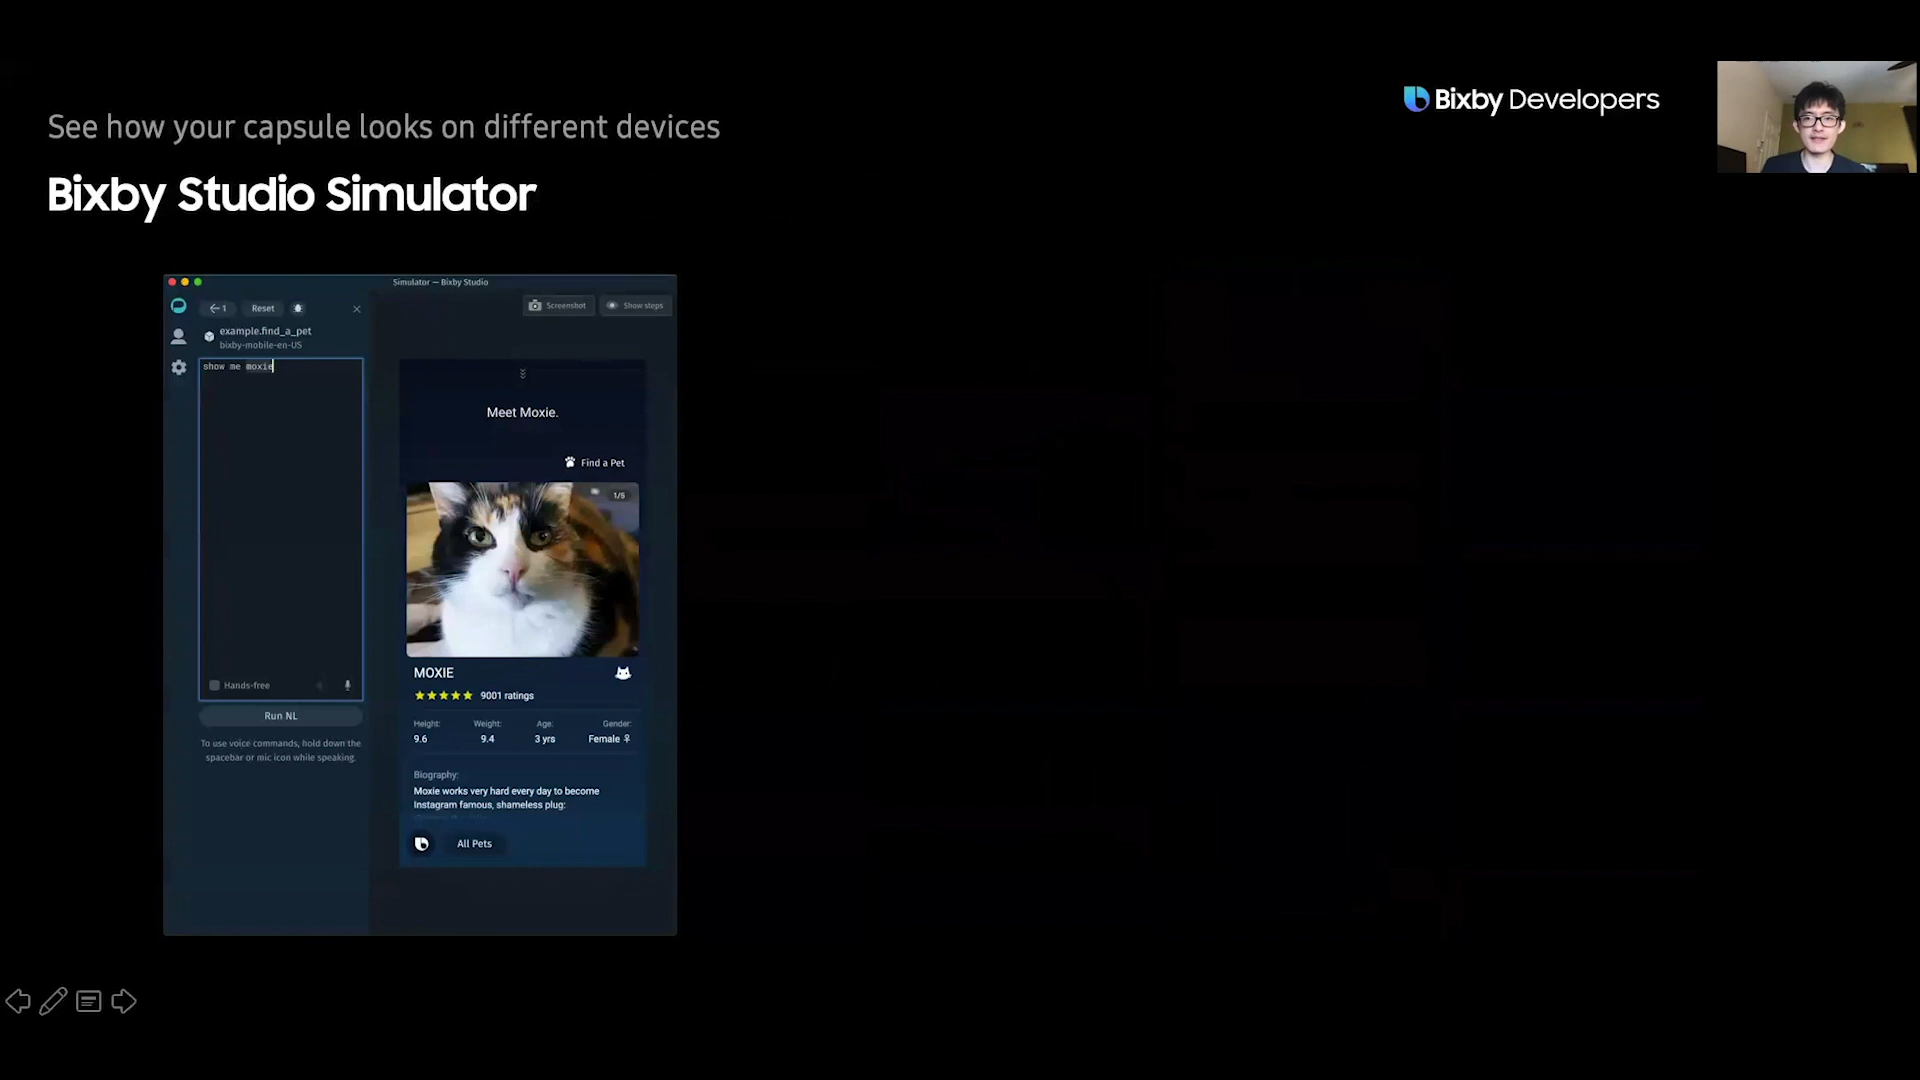 See how your capsule looks on different devices
Bixby Developers
Bixby Studio Simulator
Simulator — Bixby Studio
1
Reset
Screenshot
Show steps
example.find_a_pet
bixby-mobile-en-US
show me moxie
Meet Moxie.
Find a Pet
1/5
MOXIE
9001 ratings
Height:
Weight:
Age:
Gender:
9.6
9.4
3 yrs
Female ♀
Biography:
Moxie works very hard every day to become
Instagram famous, shameless plug:
Hands-free
Run NL
To use voice commands, hold down the
spacebar or mic icon while speaking.
All Pets